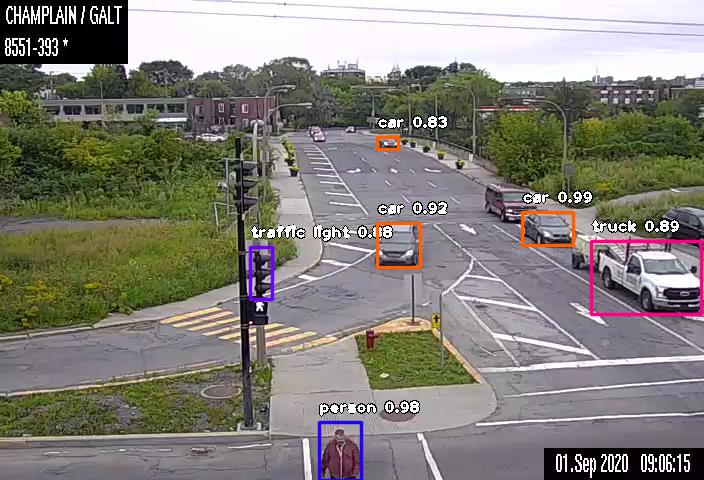 CHAMPLAIN / GALT
8551-393 *
car 0.83
car 0.99
car 0.92
truck 0.89
traffic light 0.88
person 0.98
01.Sep 2020 09:06:15